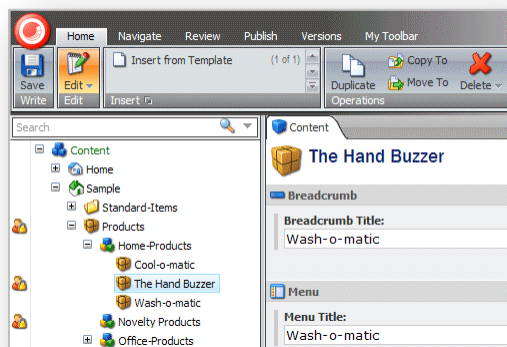 Home Navigate Review Publish Versions My Toolbar
Save
Write
Edit
Edit
Insert from Template (1 of 1)
Insert
Duplicate
Copy To
Move To
Delete
Operations
Search
Content
Home
Sample
Standard-Items
Products
Home-Products
Cool-o-matic
The Hand Buzzer
Wash-o-matic
Novelty Products
Office-Products
Content
The Hand Buzzer
Breadcrumb
Breadcrumb Title:
Wash-o-matic
Menu
Menu Title:
Wash-o-matic